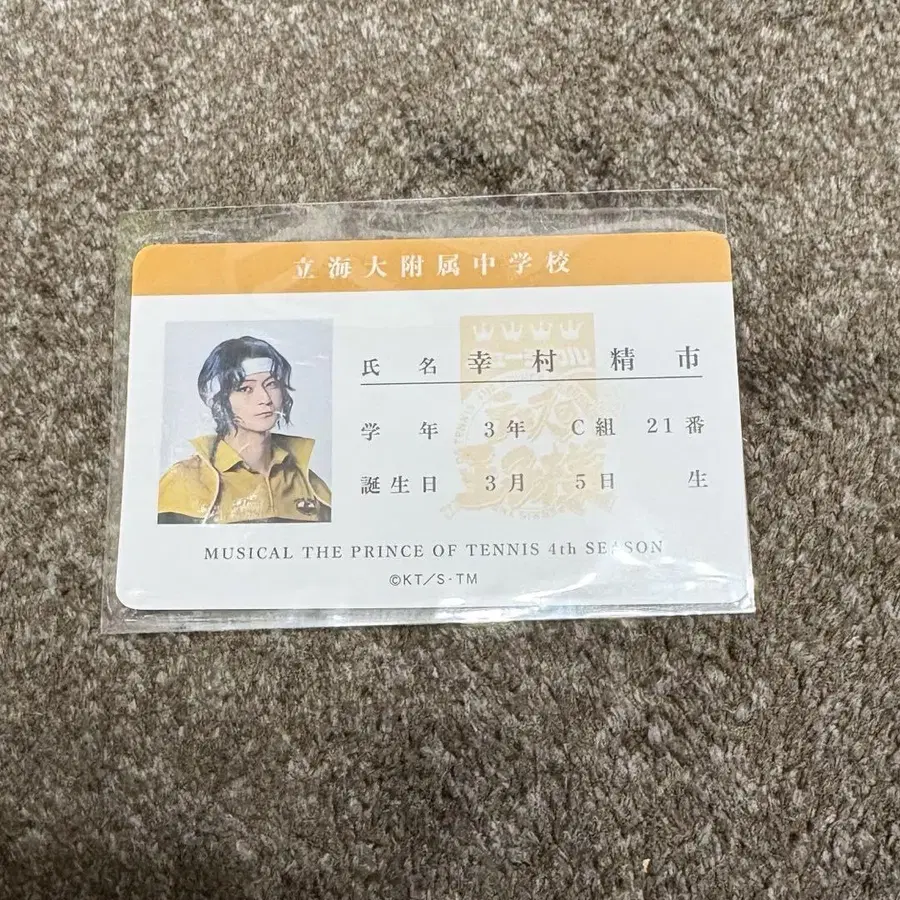 立海大附属中学校
氏名 幸村精市
学年 3年 C組 21番
誕生日 3月 5日 生
MUSICAL THE PRINCE OF TENNIS 4th SEASON
©KT/S・TM